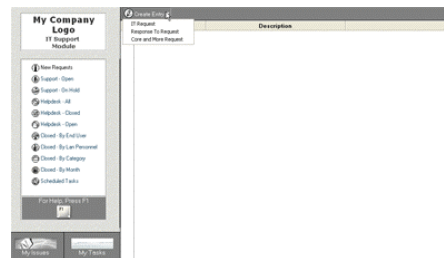 My Company
Logo
IT Support
Module
New Requests
Support - Open
Support - On Hold
Helpdesk - All
Helpdesk - Closed
Helpdesk - Open
Closed - By End User
Closed - By Lan Personnel
Closed - By Category
Closed - By Month
Scheduled Tasks
For Help, Press F1
F1
My Issues
My Tasks
Create Entry
Description
IT Request
Response To Request
Core and More Request